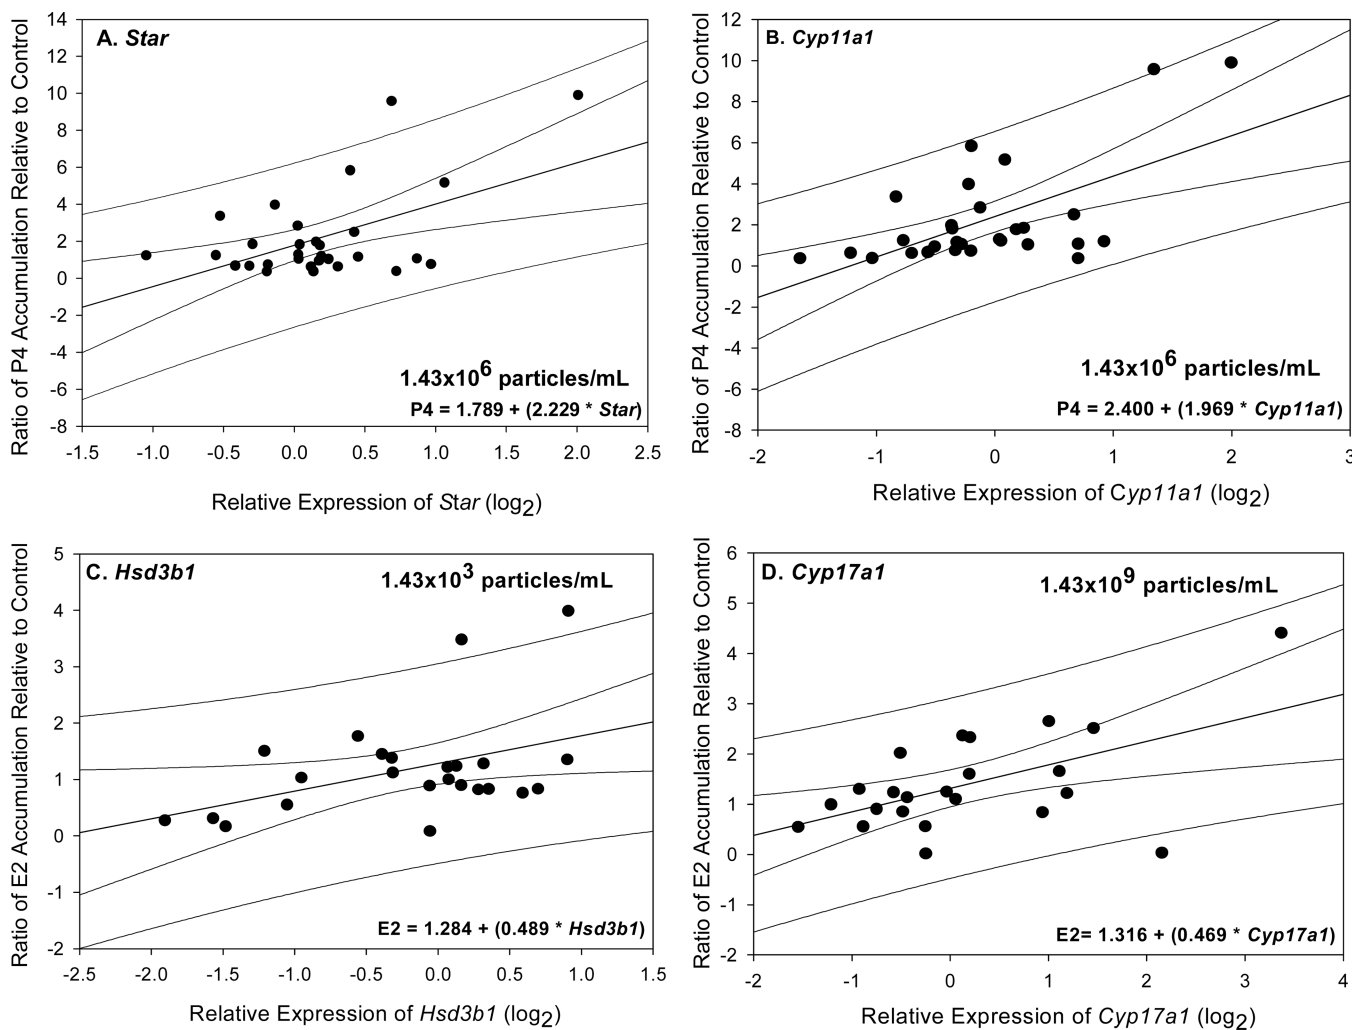 A. Star
Ratio of P4 Accumulation Relative to Control
14
12
10
8
6
4
2
0
-2
-4
-6
-8
1.43x10^6 particles/mL
P4 = 1.789 + (2.229 * Star)
-1.5 -1.0 -0.5 0.0 0.5 1.0 1.5 2.0 2.5
Relative Expression of Star (log2)
B. Cyp11a1
Ratio of P4 Accumulation Relative to Control
12
10
8
6
4
2
0
-2
-4
-6
-8
1.43x10^6 particles/mL
P4 = 2.400 + (1.969 * Cyp11a1)
-2 -1 0 1 2 3
Relative Expression of Cyp11a1 (log2)
C. Hsd3b1
1.43x10^3 particles/mL
Ratio of E2 Accumulation Relative to Control
5
4
3
2
1
0
-1
-2
E2 = 1.284 + (0.489 * Hsd3b1)
-2.5 -2.0 -1.5 -1.0 -0.5 0.0 0.5 1.0 1.5
Relative Expression of Hsd3b1 (log2)
D. Cyp17a1
1.43x10^9 particles/mL
Ratio of E2 Accumulation Relative to Control
6
5
4
3
2
1
0
-1
-2
E2= 1.316 + (0.469 * Cyp17a1)
-2 -1 0 1 2 3 4
Relative Expression of Cyp17a1 (log2)